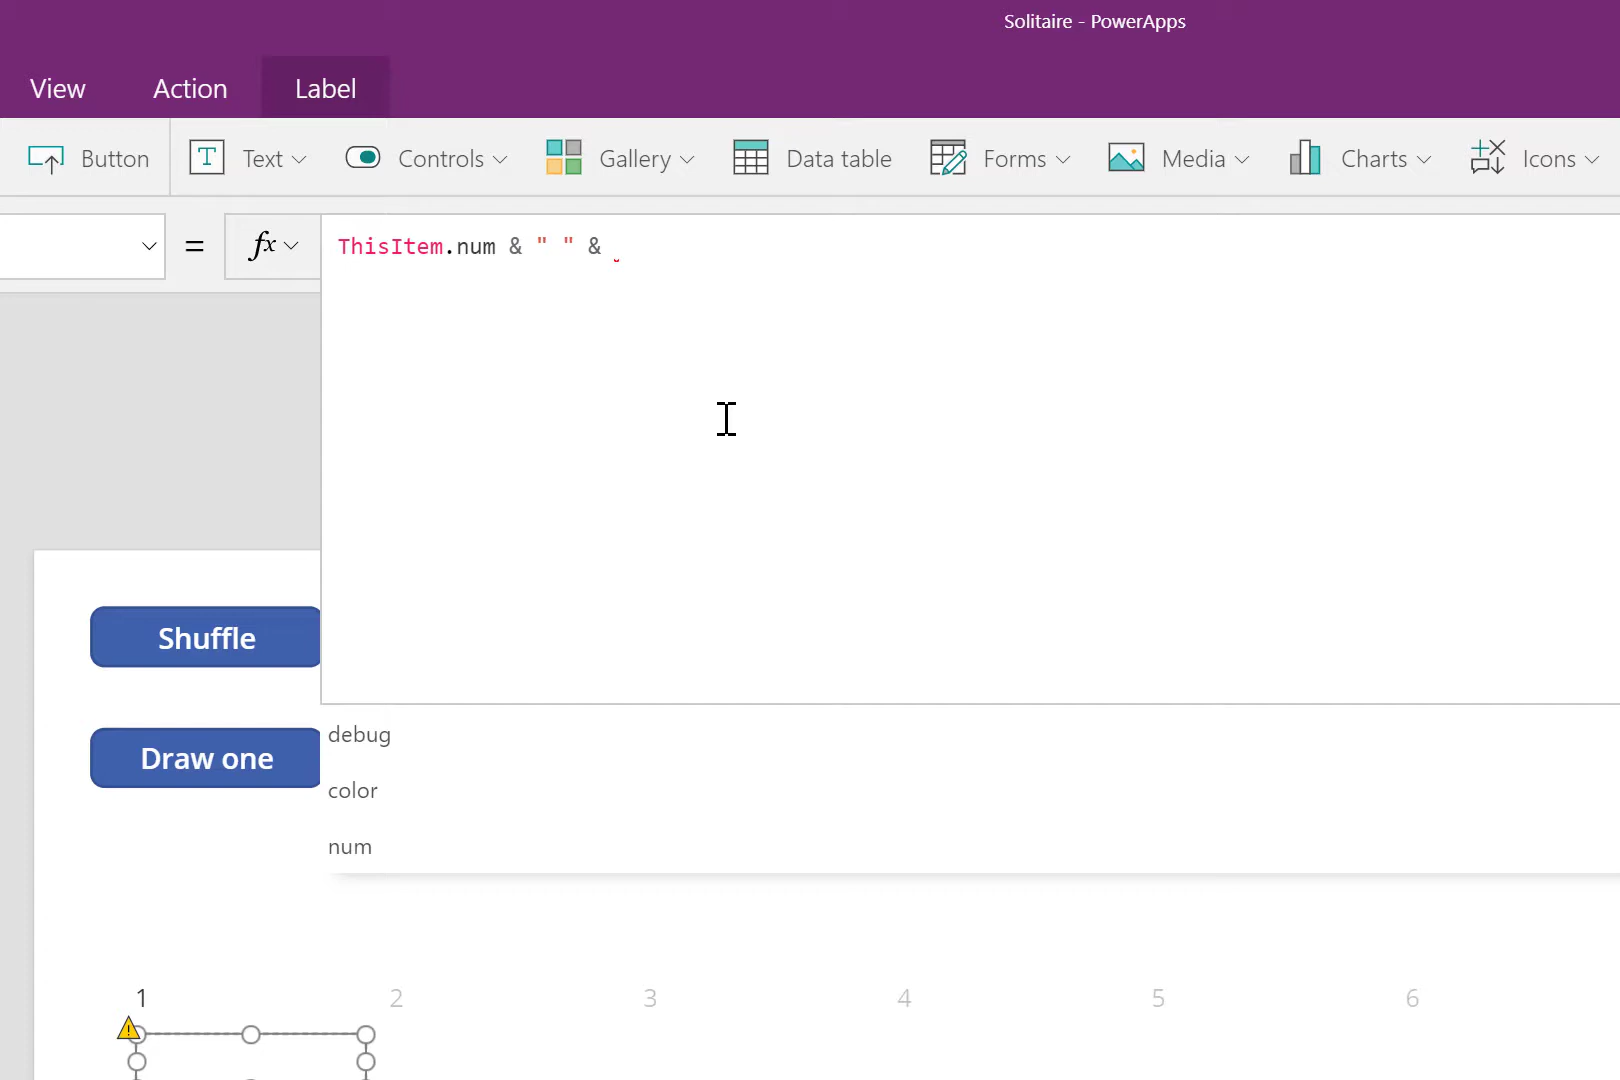 Solitaire - PowerApps
View Action Label
Button Text Controls Gallery Data table Forms Media Charts Icons
= fx ThisItem.num & " " &
Shuffle
Draw one
debug
color
num
1 2 3 4 5 6